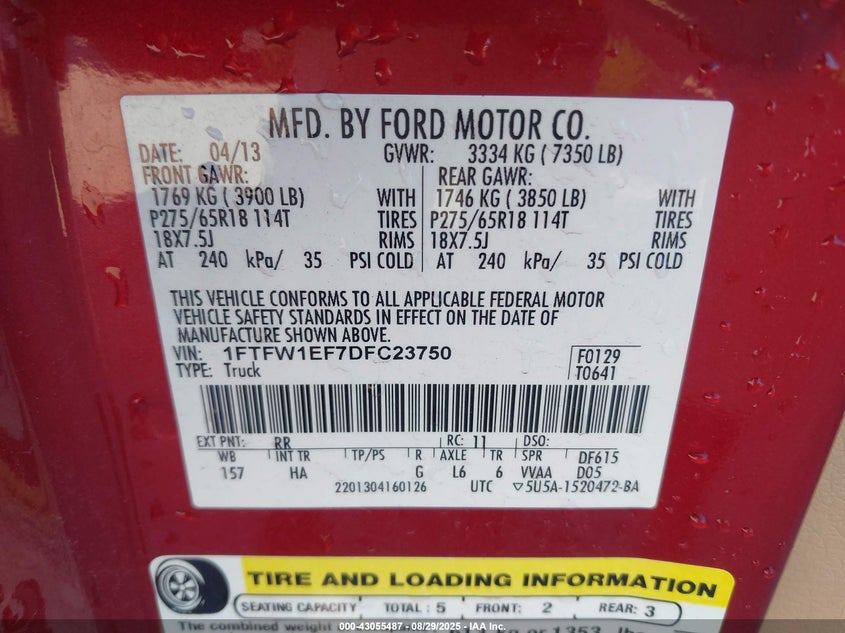 MFD. BY FORD MOTOR CO.
DATE: 04/13 GVWR: 3334 KG ( 7350 LB)
FRONT GAWR: REAR GAWR:
1769 KG ( 3900 LB) WITH 1746 KG ( 3850 LB) WITH
P275/65R18 114T TIRES P275/65R18 114T TIRES
18X7.5J RIMS 18X7.5J RIMS
AT 240 kPa/ 35 PSI COLD AT 240 kPa/ 35 PSI COLD
THIS VEHICLE CONFORMS TO ALL APPLICABLE FEDERAL MOTOR
VEHICLE SAFETY STANDARDS IN EFFECT ON THE DATE OF
MANUFACTURE SHOWN ABOVE.
VIN: 1FTFW1EF7DFC23750 F0129
TYPE: Truck T0641
EXT PNT: RR RC: 11 DSO:
WB INT TR TP/PS R AXLE TR SPR DF615
157 HA G L6 6 VVAA D05
2201304160126 UTC ▽5U5A-1520472-BA
TIRE AND LOADING INFORMATION
SEATING CAPACITY TOTAL : 5 FRONT: 2 REAR: 3
The combined weight kg or 1353
000-43055487 - 08/29/2025 - IAA Inc.